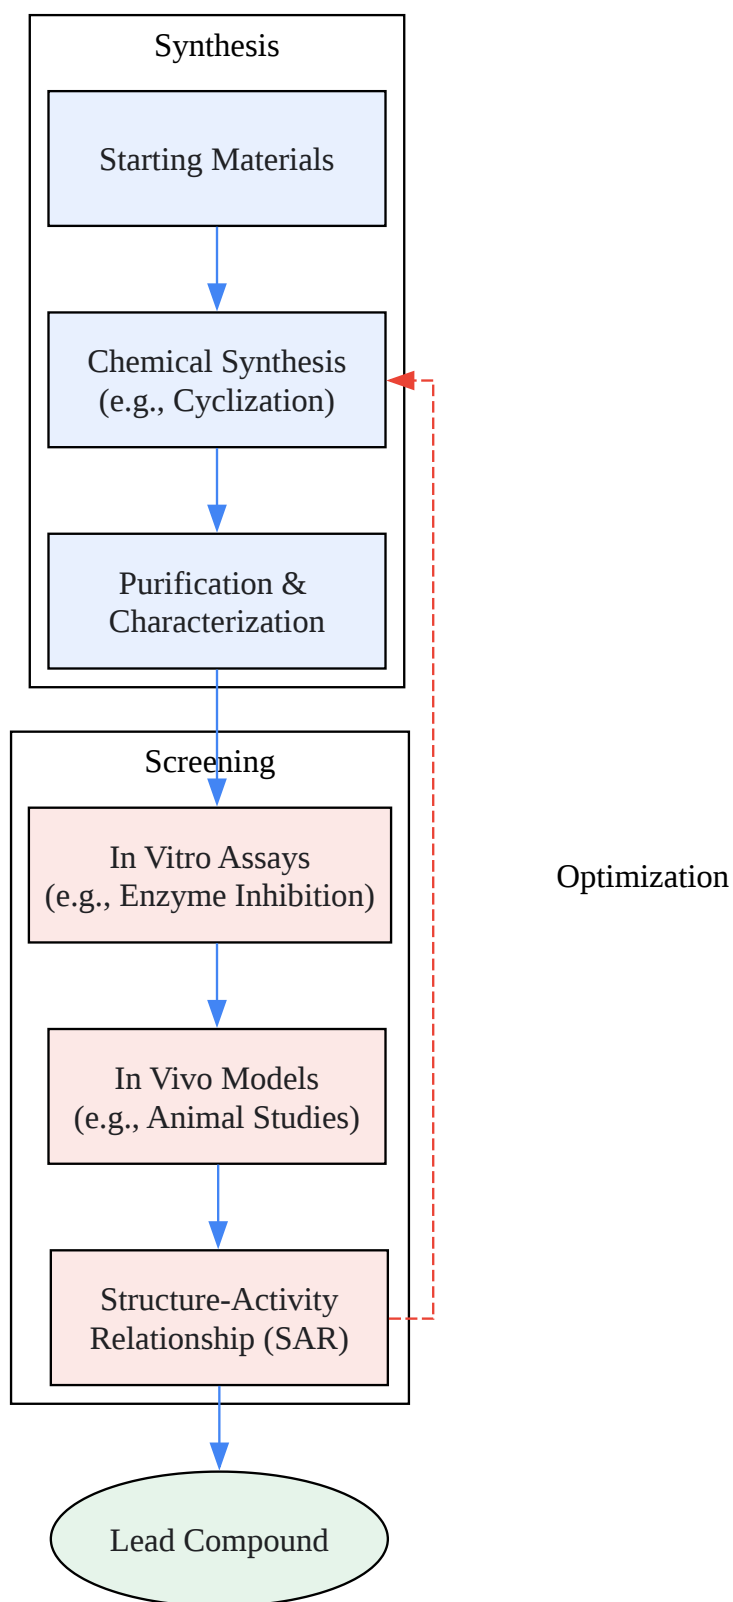 Synthesis
Starting Materials
Chemical Synthesis
(e.g., Cyclization)
Purification &
Characterization
Screening
In Vitro Assays
(e.g., Enzyme Inhibition)
Optimization
In Vivo Models
(e.g., Animal Studies)
Structure-Activity
Relationship (SAR)
Lead Compound